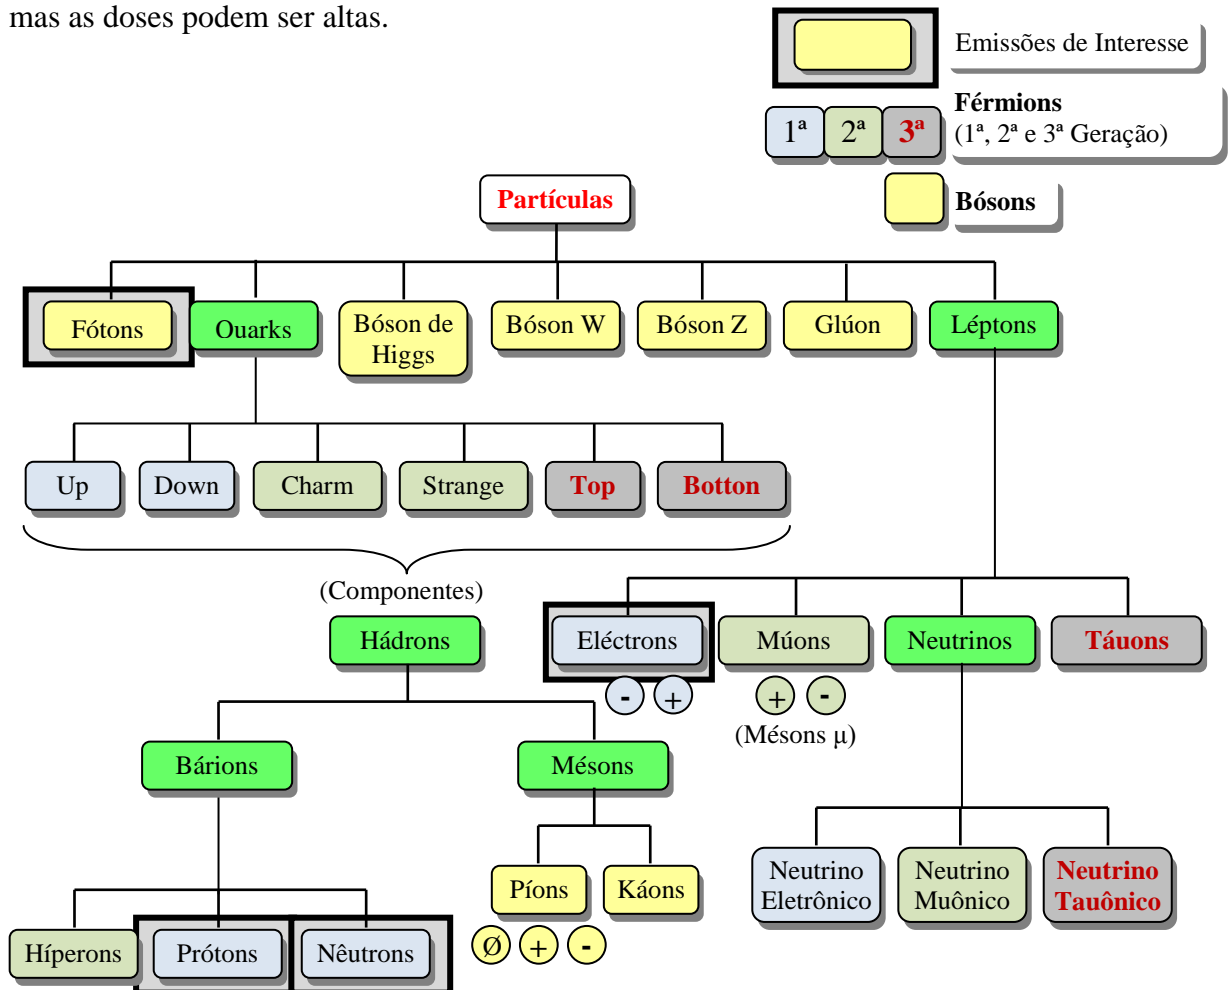 mas as doses podem ser altas.
Emissões de Interesse
1ª 2ª 3ª
Férmions
(1ª, 2ª e 3ª Geração)
Bósons
Partículas
Fótons
Ouarks
Bóson de
Higgs
Bóson W
Bóson Z
Glúon
Léptons
Up
Down
Charm
Strange
Top
Botton
(Componentes)
Hádrons
Eléctrons
Múons
Neutrinos
Táuons
- +
+ -
(Mésons μ)
Bárions
Mésons
Píons
Káons
Neutrino
Eletrônico
Neutrino
Muônico
Neutrino
Tauônico
Híperons
Prótons
Nêutrons
Ø + -